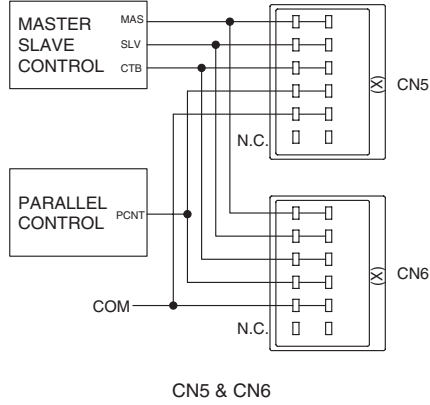 MASTER
SLAVE
CONTROL
MAS
SLV
CTB
(X)
CN5
N.C.
PARALLEL
CONTROL
PCNT
(X)
CN6
COM
N.C.
CN5 & CN6